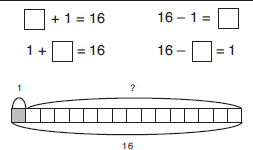 □ + 1 = 16
16 – 1 = □
1 + □ = 16
16 – □ = 1
1
?
16